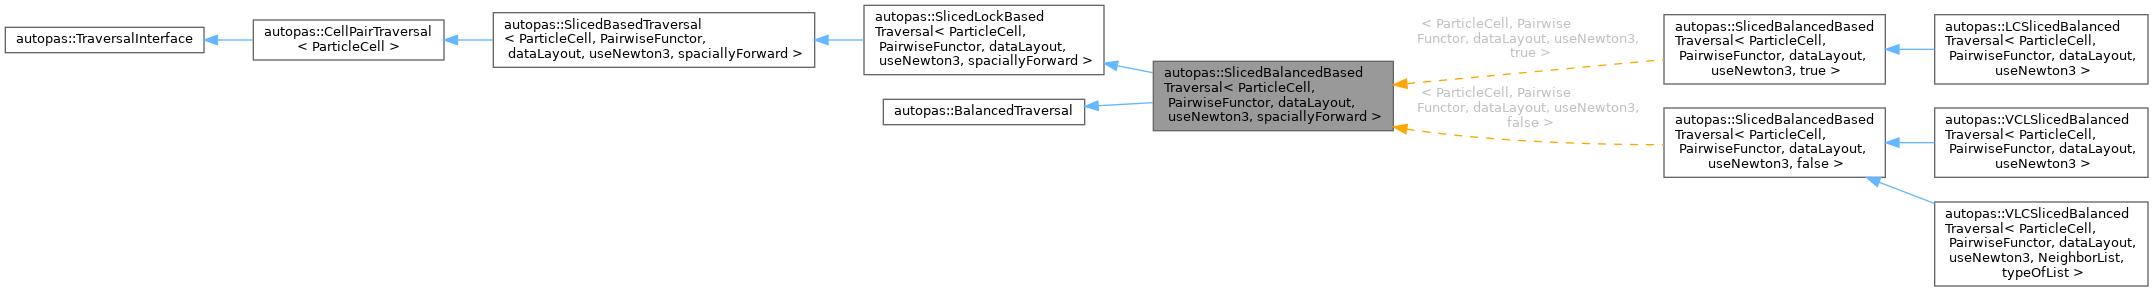 autopas::TraversalInterface
autopas::CellPairTraversal
< ParticleCell >
autopas::SlicedBasedTraversal
< ParticleCell, PairwiseFunctor,
dataLayout, useNewton3, spaciallyForward >
autopas::SlicedLockBased
Traversal< ParticleCell,
PairwiseFunctor, dataLayout,
useNewton3, spaciallyForward >
autopas::BalancedTraversal
autopas::SlicedBalancedBased
Traversal< ParticleCell,
PairwiseFunctor, dataLayout,
useNewton3, spaciallyForward >
< ParticleCell, Pairwise
Functor, dataLayout, useNewton3,
true >
< ParticleCell, Pairwise
Functor, dataLayout, useNewton3,
false >
autopas::SlicedBalancedBased
Traversal< ParticleCell,
PairwiseFunctor, dataLayout,
useNewton3, true >
autopas::SlicedBalancedBased
Traversal< ParticleCell,
PairwiseFunctor, dataLayout,
useNewton3, false >
autopas::LCSlicedBalanced
Traversal< ParticleCell,
PairwiseFunctor, dataLayout,
useNewton3 >
autopas::VCLSlicedBalanced
Traversal< ParticleCell,
PairwiseFunctor, dataLayout,
useNewton3 >
autopas::VLCSlicedBalanced
Traversal< ParticleCell,
PairwiseFunctor, dataLayout,
useNewton3, NeighborList,
typeOfList >